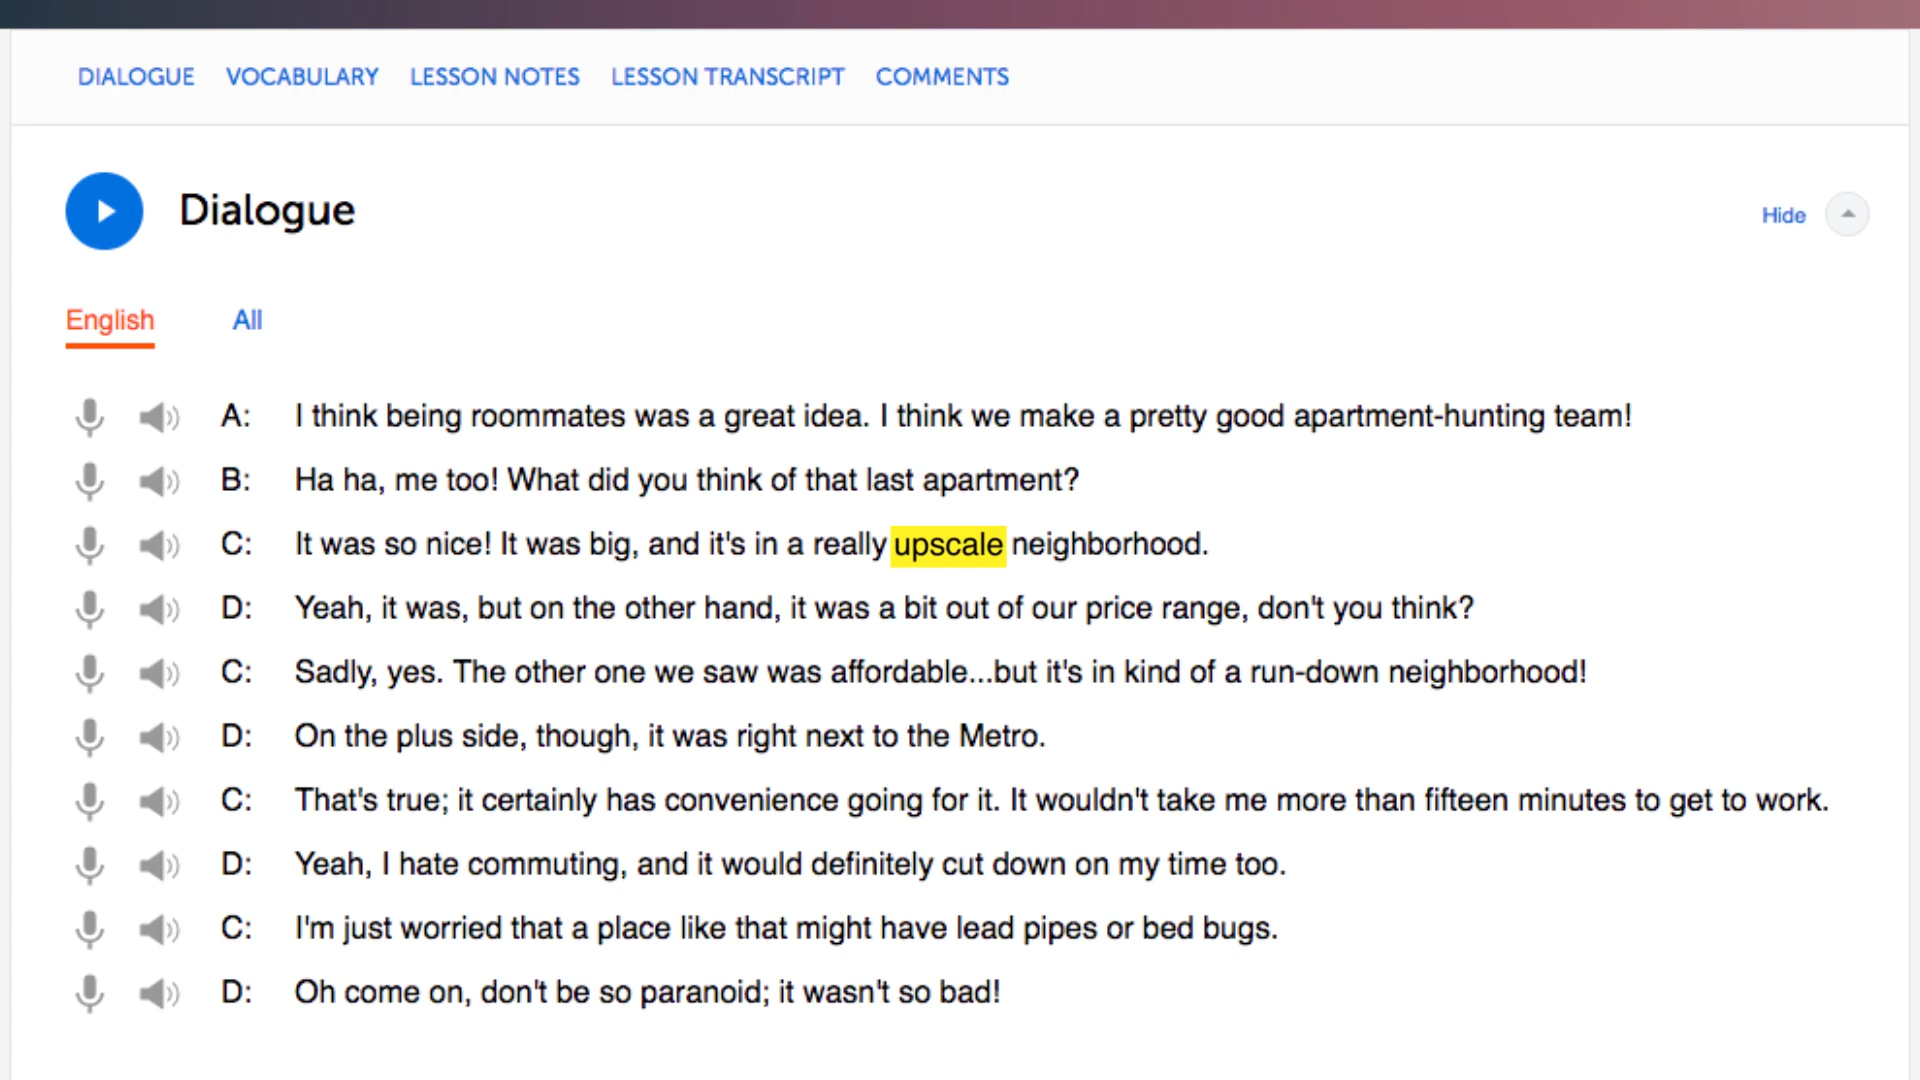 DIALOGUE VOCABULARY LESSON NOTES LESSON TRANSCRIPT COMMENTS
Dialogue
Hide
English All
A: I think being roommates was a great idea. I think we make a pretty good apartment-hunting team!
B: Ha ha, me too! What did you think of that last apartment?
C: It was so nice! It was big, and it's in a really upscale neighborhood.
D: Yeah, it was, but on the other hand, it was a bit out of our price range, don't you think?
C: Sadly, yes. The other one we saw was affordable...but it's in kind of a run-down neighborhood!
D: On the plus side, though, it was right next to the Metro.
C: That's true; it certainly has convenience going for it. It wouldn't take me more than fifteen minutes to get to work.
D: Yeah, I hate commuting, and it would definitely cut down on my time too.
C: I'm just worried that a place like that might have lead pipes or bed bugs.
D: Oh come on, don't be so paranoid; it wasn't so bad!